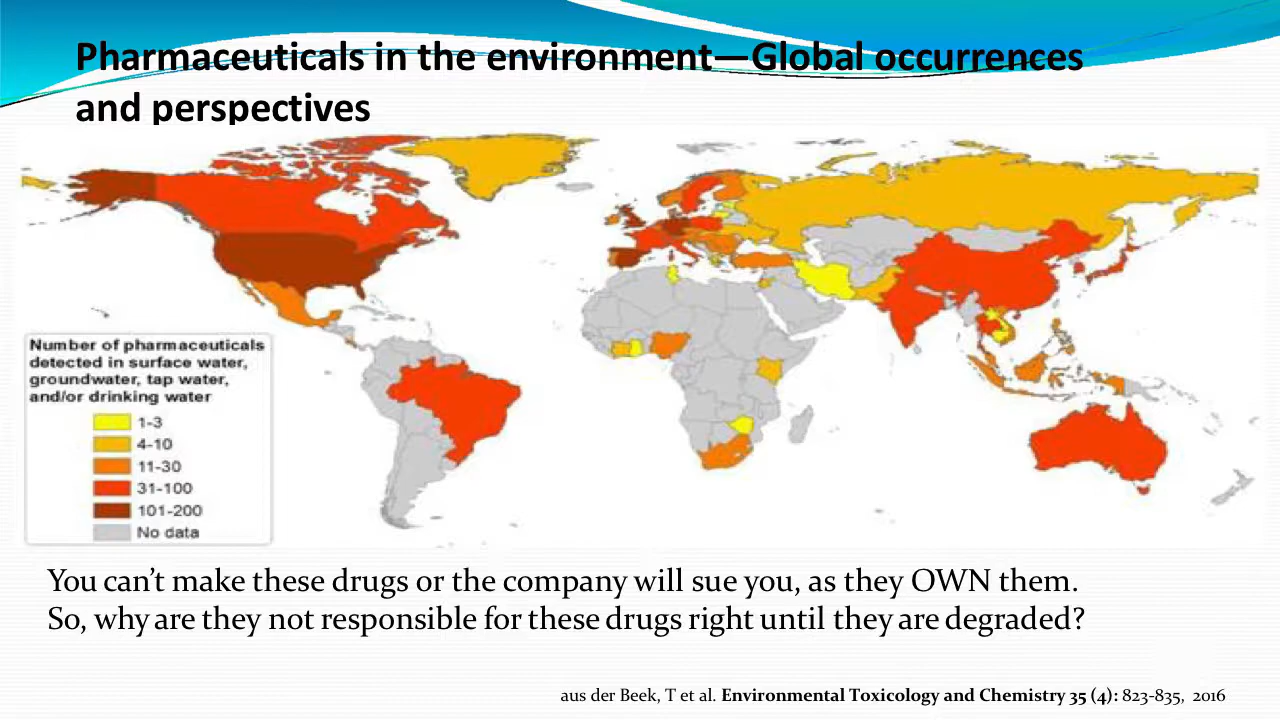 Pharmaceuticals in the environment—Global occurrences
and perspectives
Number of pharmaceuticals
detected in surface water,
groundwater, tap water,
and/or drinking water
1-3
4-10
11-30
31-100
101-200
No data
You can’t make these drugs or the company will sue you, as they OWN them.
So, why are they not responsible for these drugs right until they are degraded?
aus der Beek, T et al. Environmental Toxicology and Chemistry 35 (4): 823-835, 2016